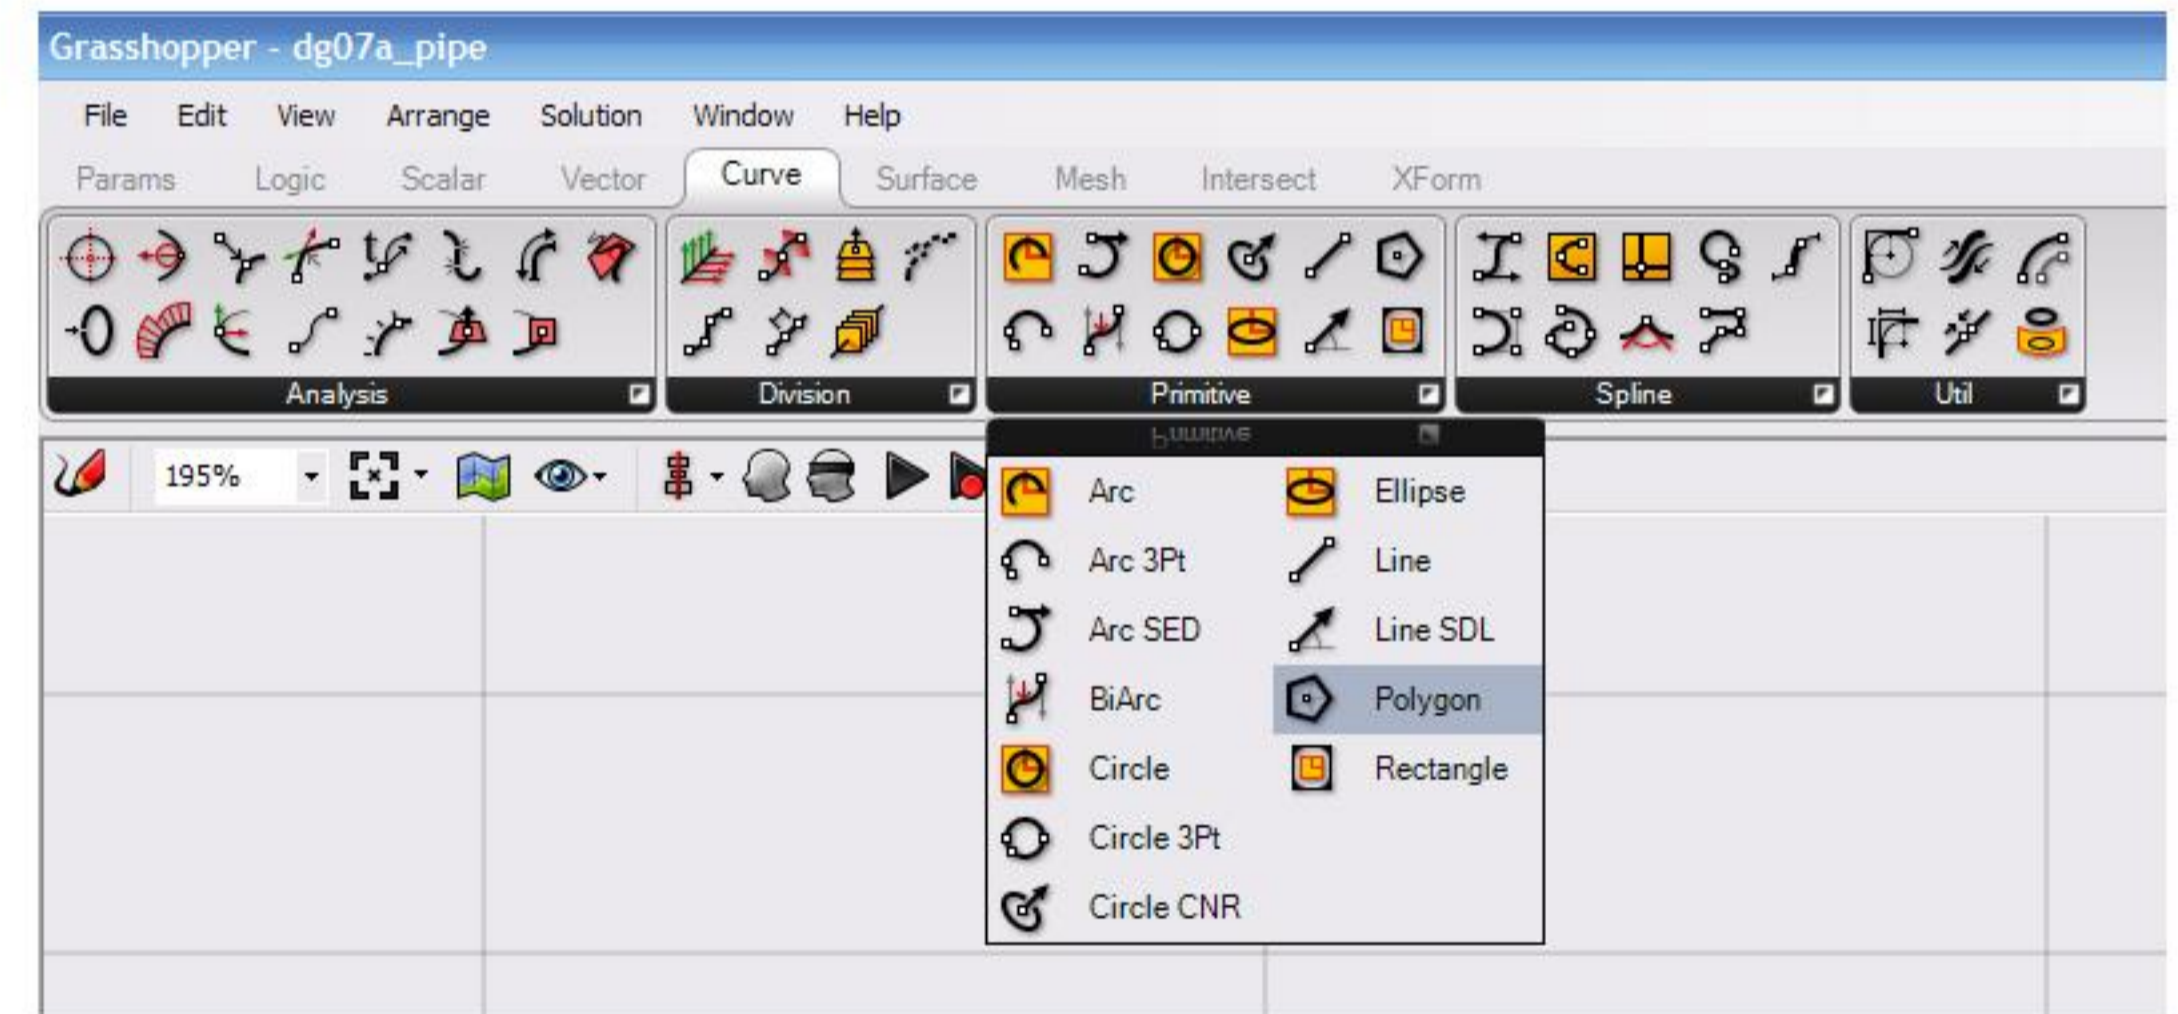 Grasshopper - dg07a_pipe
File Edit View Arrange Solution Window Help
Params Logic Scalar Vector Curve Surface Mesh Intersect XForm
Analysis Division Primitive Spline Util
Primitive
195%
Arc Ellipse
Arc 3Pt Line
Arc SED Line SDL
BiArc Polygon
Circle Rectangle
Circle 3Pt
Circle CNR